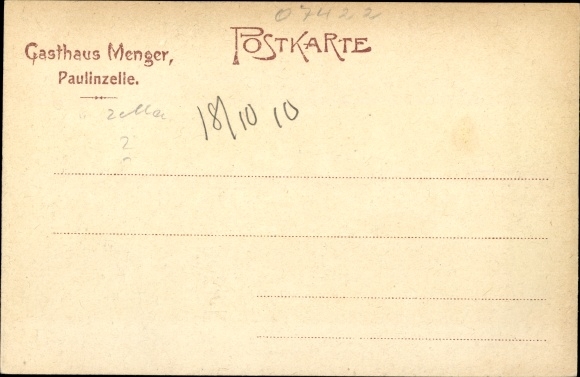 07422
POSTKARTE
Gasthaus Menger,
Paulinzelle.
18/10 10
?